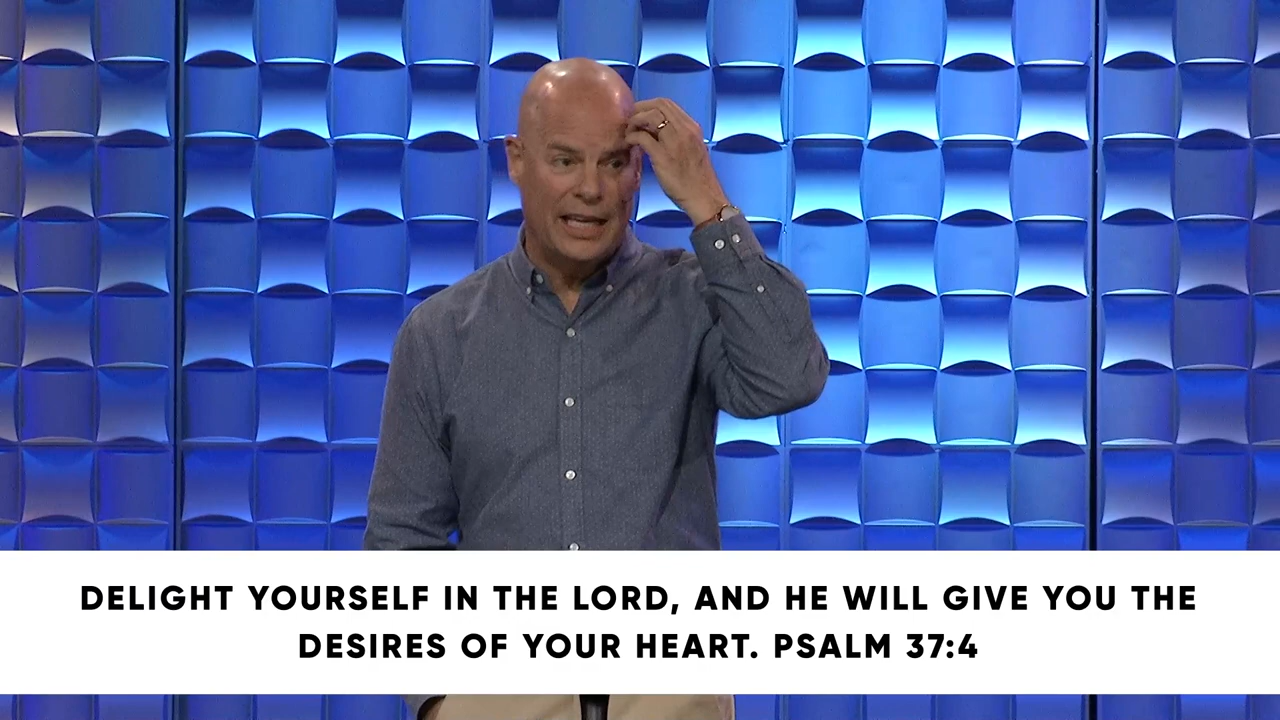 DELIGHT YOURSELF IN THE LORD, AND HE WILL GIVE YOU THE
DESIRES OF YOUR HEART. PSALM 37:4